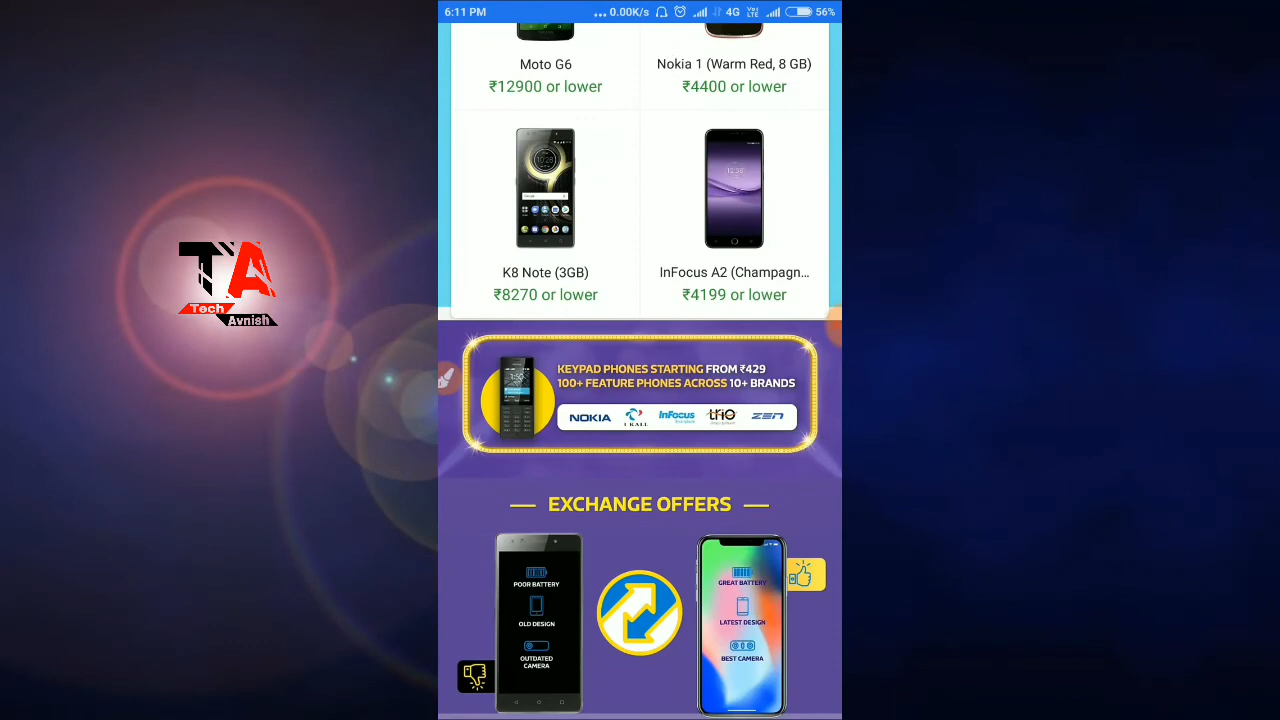 6:11 PM
...0.00K/s 4G VoLTE 56%
Moto G6
₹12900 or lower
Nokia 1 (Warm Red, 8 GB)
₹4400 or lower
K8 Note (3GB)
₹8270 or lower
InFocus A2 (Champagn...
₹4199 or lower
TA
Tech
Avnish
KEYPAD PHONES STARTING FROM ₹429
100+ FEATURE PHONES ACROSS 10+ BRANDS
NOKIA I KALL InFocus ZEN
EXCHANGE OFFERS
POOR BATTERY
OLD DESIGN
OUTDATED
CAMERA
GREAT BATTERY
LATEST DESIGN
BEST CAMERA